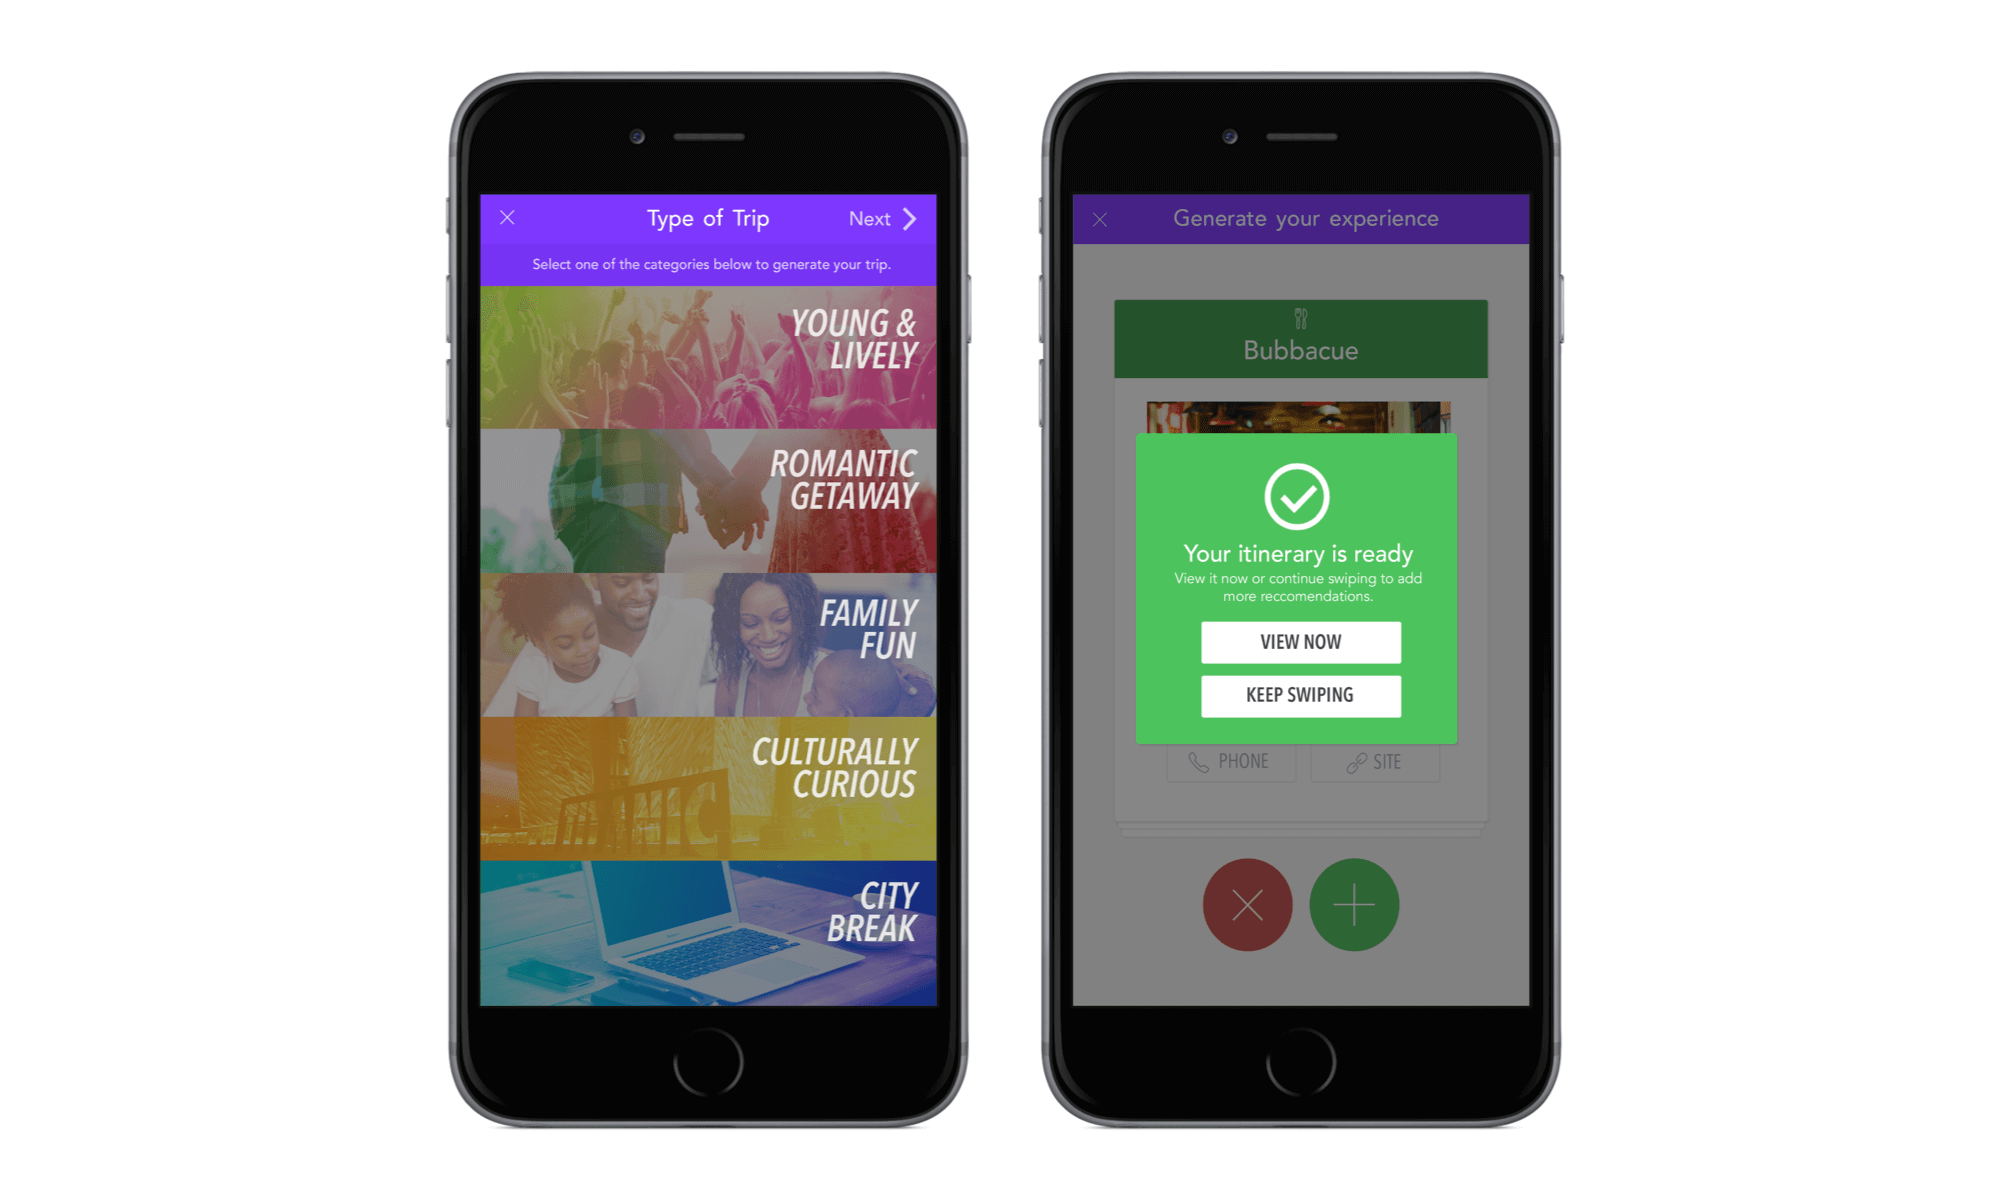 Type of Trip
Next
Select one of the categories below to generate your trip.
YOUNG &
LIVELY
ROMANTIC
GETAWAY
FAMILY
FUN
CULTURALLY
CURIOUS
CITY
BREAK
Generate your experience
Bubbacue
Your itinerary is ready
View it now or continue swiping to add
more reccomendations.
VIEW NOW
KEEP SWIPING
PHONE
SITE